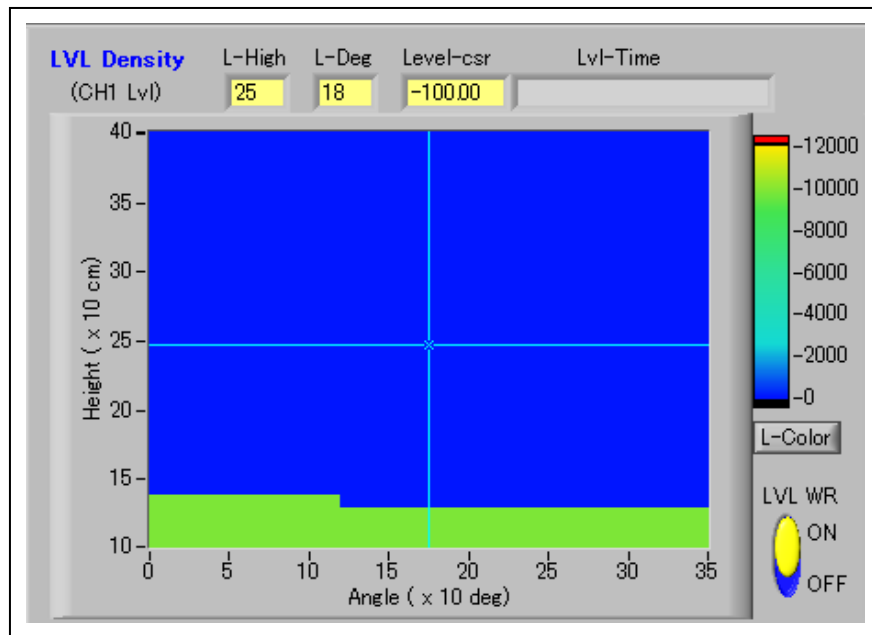 LVL Density
(CH1 Lvl)
L-High
25
L-Deg
18
Level-csr
-100.00
Lvl-Time
40
35
30
25
20
15
10
Height ( x 10 cm)
0 5 10 15 20 25 30 35
Angle ( x 10 deg)
-12000
-10000
-8000
-6000
-4000
-2000
-0
L-Color
LVL WR
ON
OFF